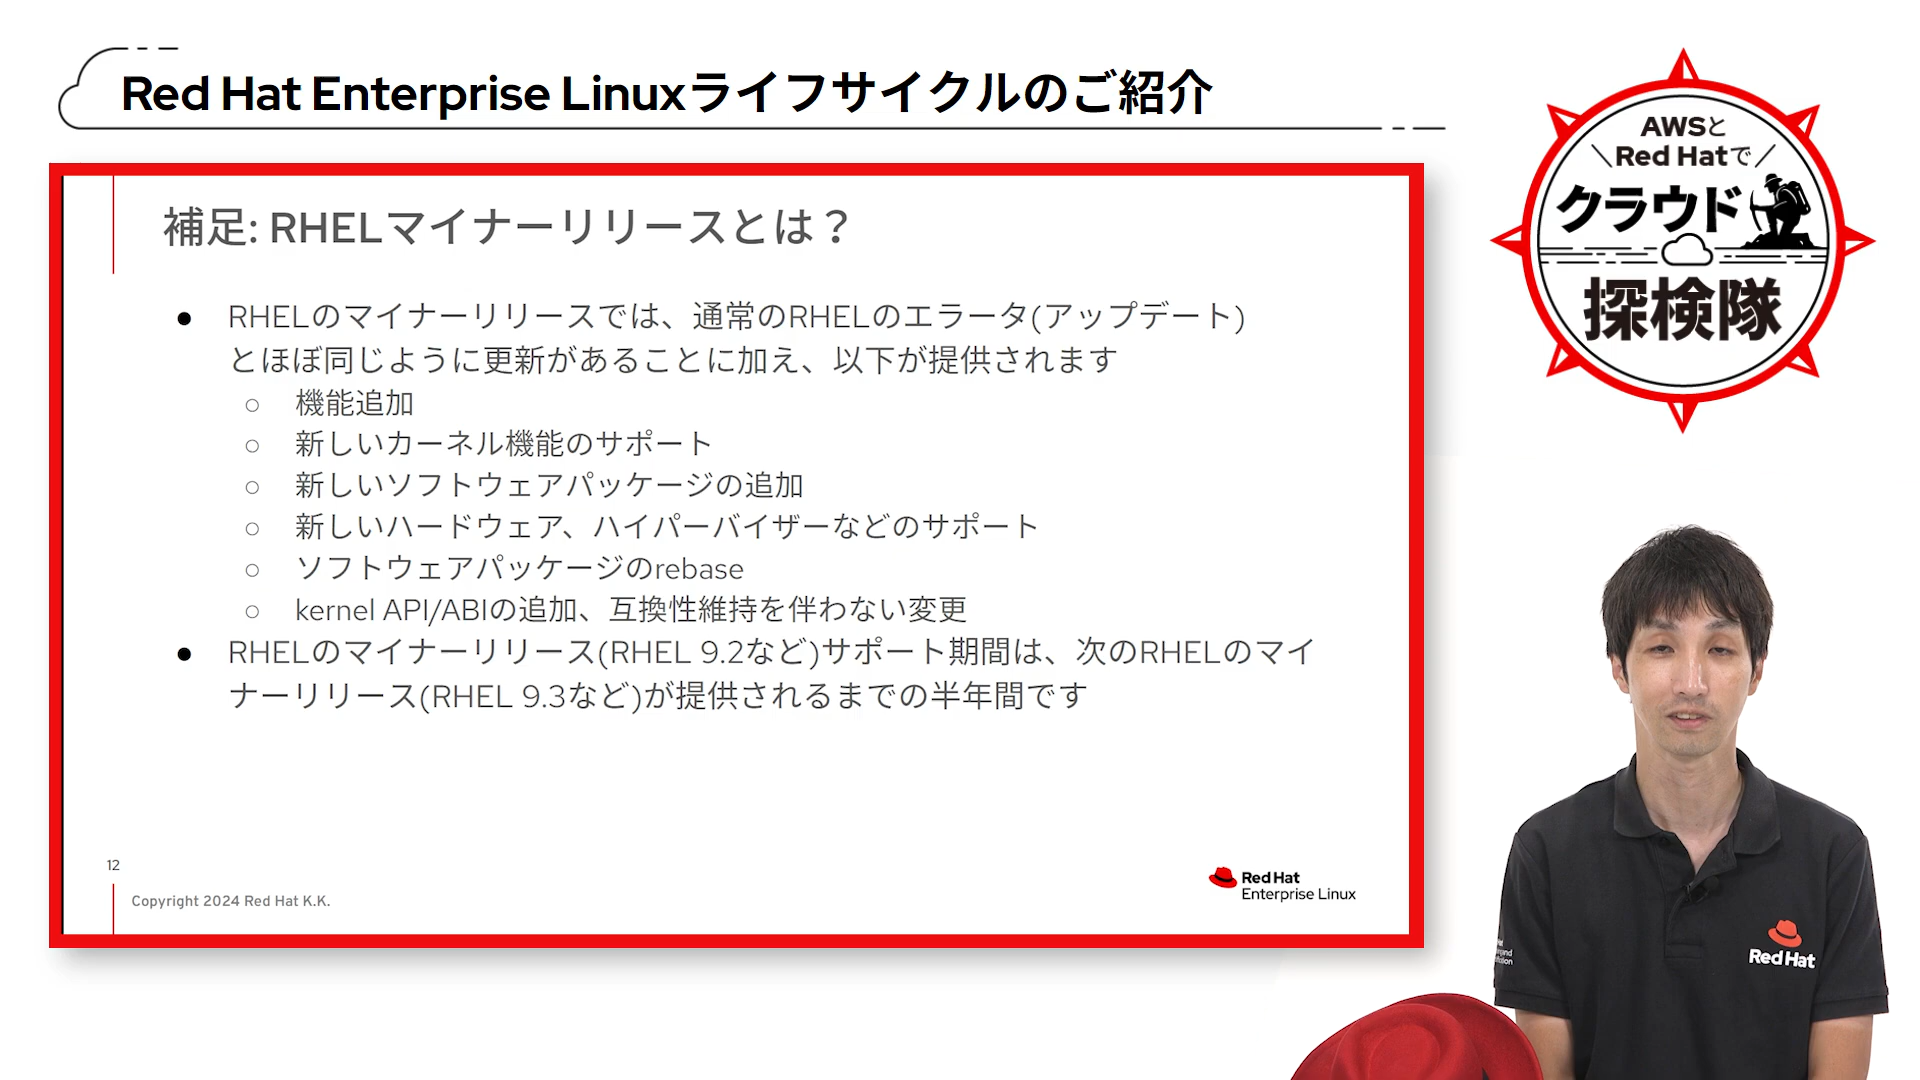 Red Hat Enterprise Linuxライフサイクルのご紹介
補足: RHELマイナーリリースとは？
● RHELのマイナーリリースでは、通常のRHELのエラータ(アップデート)
とほぼ同じように更新があることに加え、以下が提供されます
○ 機能追加
○ 新しいカーネル機能のサポート
○ 新しいソフトウェアパッケージの追加
○ 新しいハードウェア、ハイパーバイザーなどのサポート
○ ソフトウェアパッケージのrebase
○ kernel API/ABIの追加、互換性維持を伴わない変更
● RHELのマイナーリリース(RHEL 9.2など)サポート期間は、次のRHELのマイ
ナーリリース(RHEL 9.3など)が提供されるまでの半年間です
12
Copyright 2024 Red Hat K.K.
Red Hat
Enterprise Linux
AWSと
＼Red Hatで／
クラウド
探検隊
Red Hat